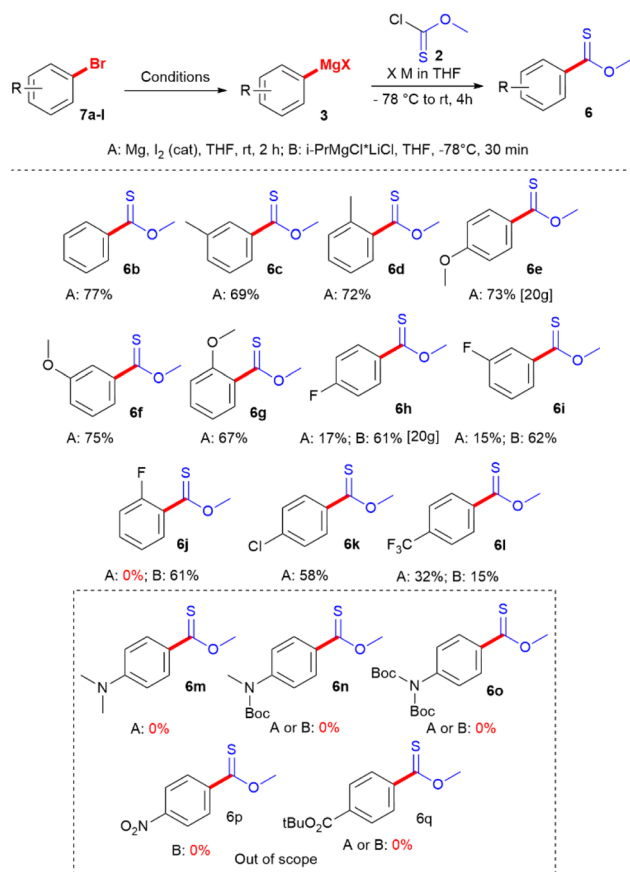 Cl O
S 2
Br MgX S
R Conditions R X M in THF R O
7a-l 3 - 78 °C to rt, 4h 6
A: Mg, I2 (cat), THF, rt, 2 h; B: i-PrMgCl*LiCl, THF, -78°C, 30 min
S S S S
O O O O
6b 6c 6d O 6e
A: 77% A: 69% A: 72% A: 73% [20g]
S O S S S
O O O F O
O 6f 6g F 6h 6i
A: 75% A: 67% A: 17%; B: 61% [20g] A: 15%; B: 62%
F S S S
O O O
6j Cl 6k F3C 6l
A: 0%; B: 61% A: 58% A: 32%; B: 15%
S S S
O O O
N 6m N 6n Boc N 6o
Boc Boc
A: 0% A or B: 0% A or B: 0%
S S
O O
O2N 6p tBuO2C 6q
B: 0% A or B: 0%
Out of scope